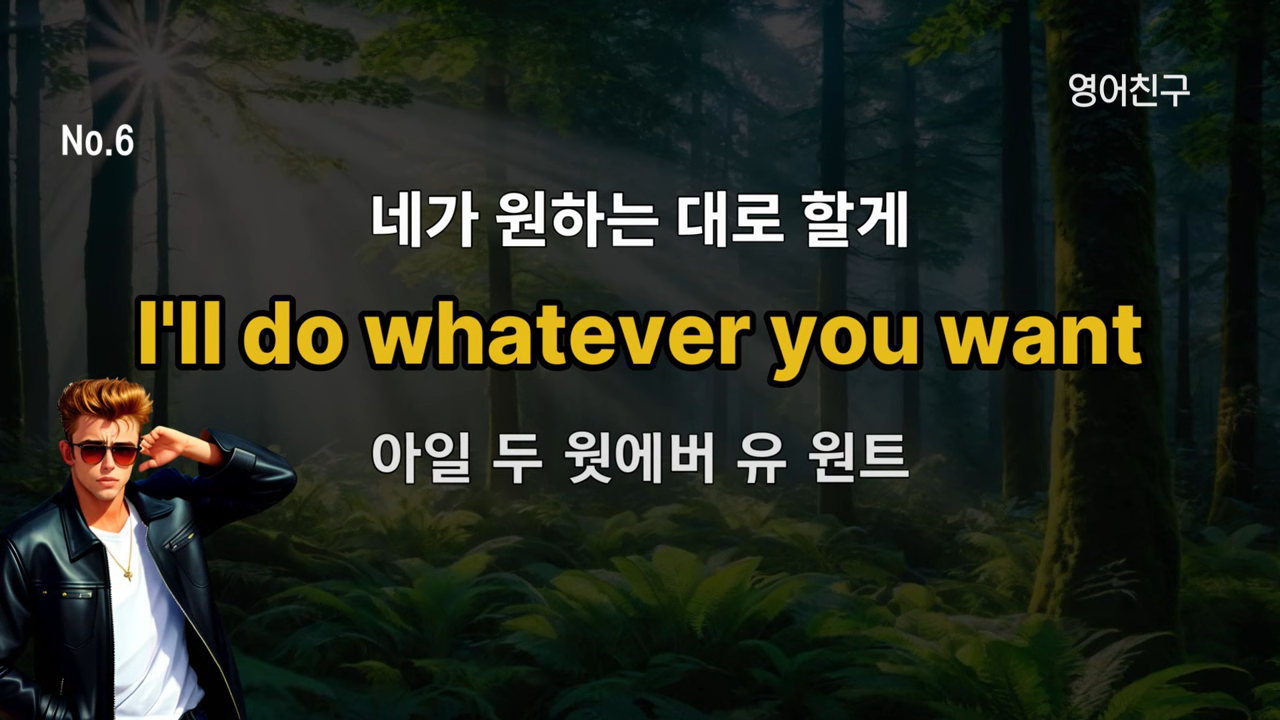 영어친구
No.6
네가 원하는 대로 할게
I'll do whatever you want
아일 두 윗에버 유 원트